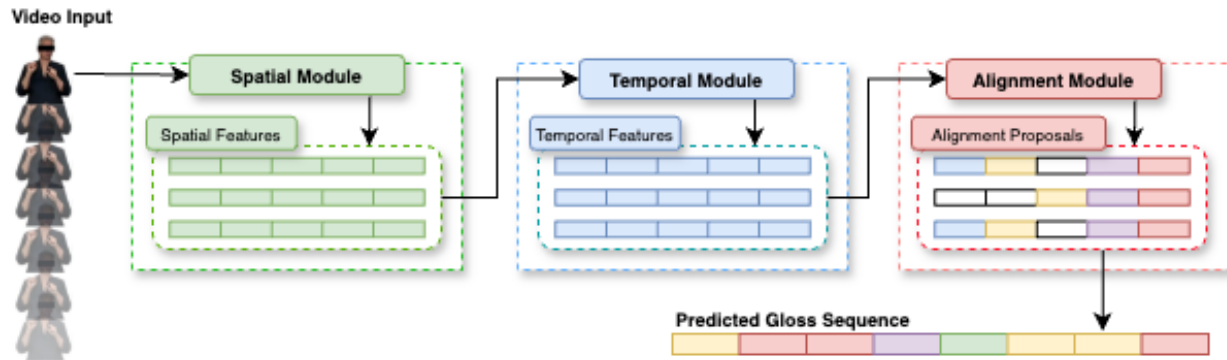 Video Input
Spatial Module
Temporal Module
Alignment Module
Spatial Features
Temporal Features
Alignment Proposals
Predicted Gloss Sequence